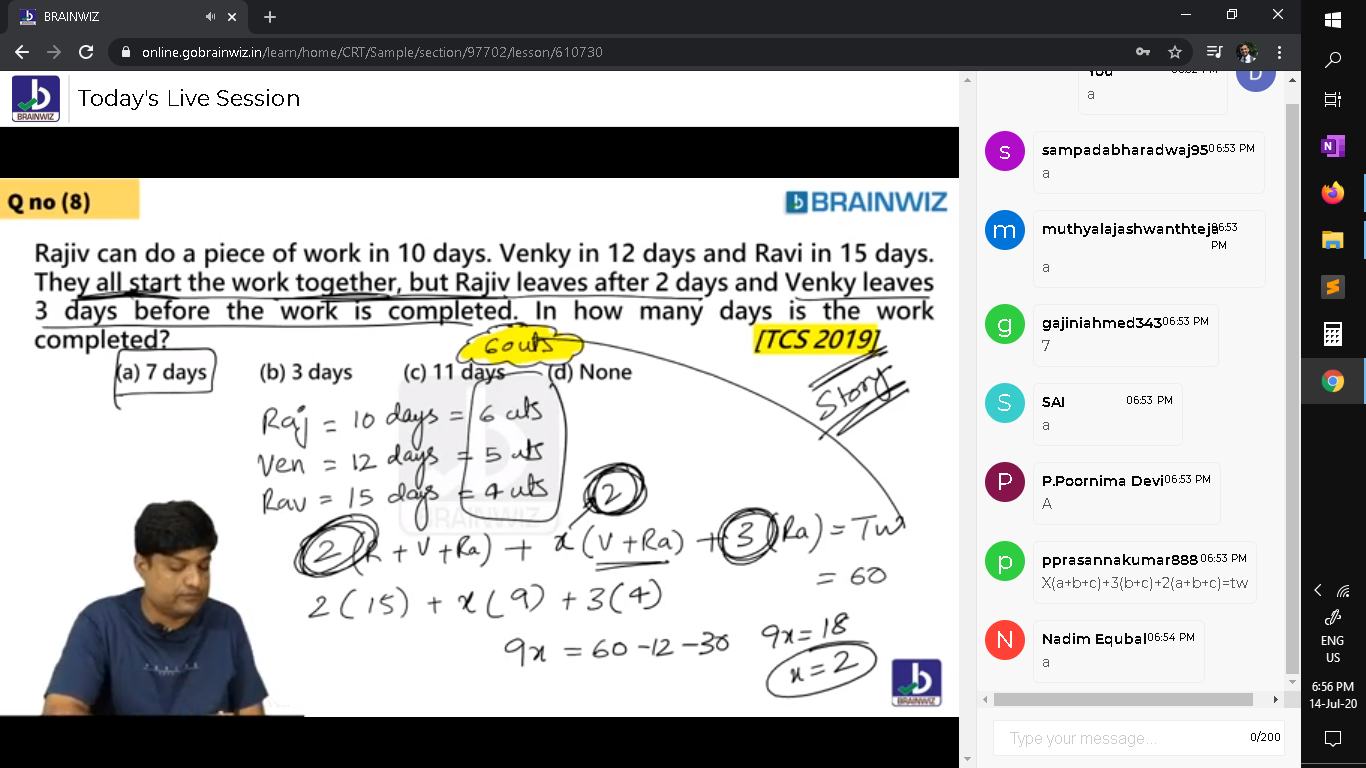 BRAINWIZ
online.gobrainwiz.in/learn/home/CRT/Sample/section/97702/lesson/610730
BRAINWIZ
Today's Live Session
Q no (8)
BRAINWIZ
Rajiv can do a piece of work in 10 days. Venky in 12 days and Ravi in 15 days.
They all start the work together, but Rajiv leaves after 2 days and Venky leaves
3 days before the work is completed. In how many days is the work
completed?
60 uts
[TCS 2019]
(a) 7 days (b) 3 days (c) 11 days (d) None
Story
Raj = 10 days = 6 uts
Ven = 12 days = 5 uts
Rav = 15 days = 4 uts
BRAINWIZ
2
2 (R + V + Ra) + x (V + Ra) + 3 (Ra) = Tw
= 60
2 (15) + x (9) + 3 (4)
9x = 60 - 12 - 30
9x = 18
x = 2
BRAINWIZ
You 06:52 PM
D
a
s
sampadabharadwaj95 06:53 PM
a
m
muthyalajashwanthteja 06:53 PM
a
g
gajiniahmed343 06:53 PM
7
S
SAI 06:53 PM
a
P
P.Poornima Devi 06:53 PM
A
p
pprasannakumar888 06:53 PM
X(a+b+c)+3(b+c)+2(a+b+c)=tw
N
Nadim Equbal 06:54 PM
a
Type your message... 0/200
N
ENG
US
6:56 PM
14-Jul-20